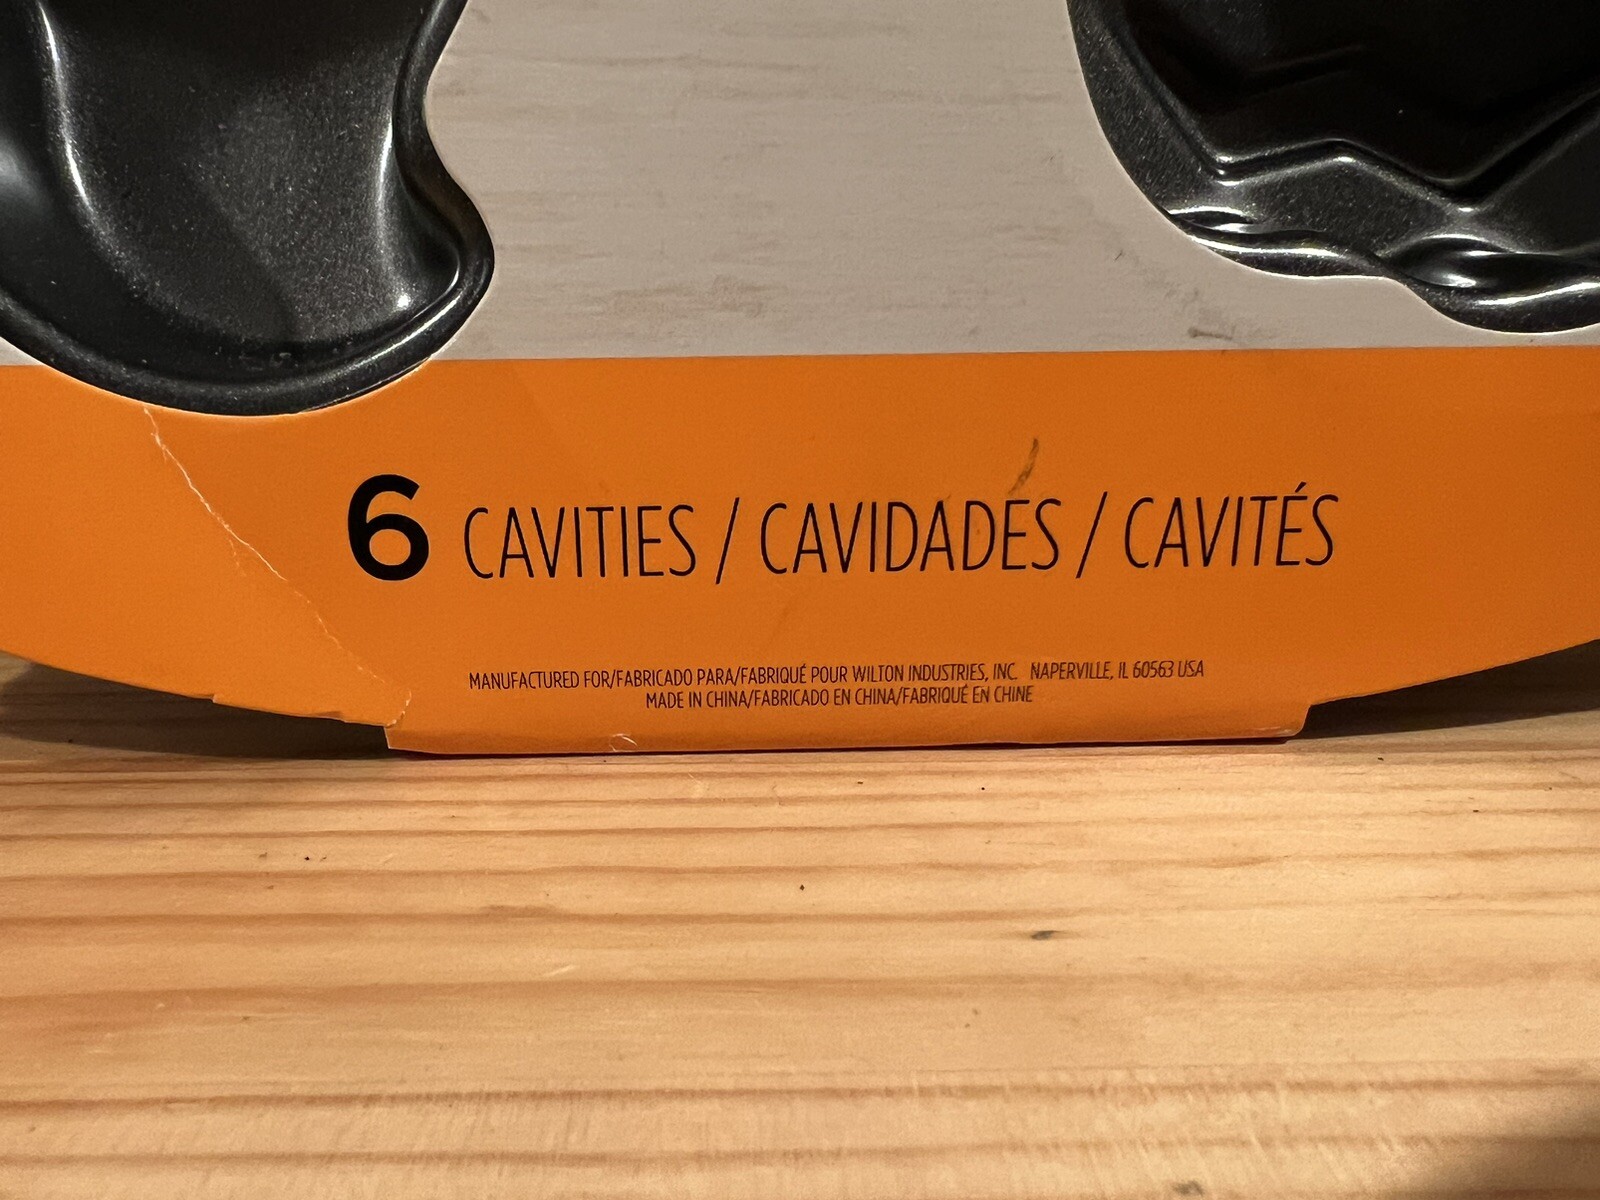 6 CAVITIES / CAVIDADES / CAVITÉS
MANUFACTURED FOR/FABRICADO PARA/FABRIQUÉ POUR WILTON INDUSTRIES, INC. NAPERVILLE, IL 60563 USA
MADE IN CHINA/FABRICADO EN CHINA/FABRIQUÉ EN CHINE